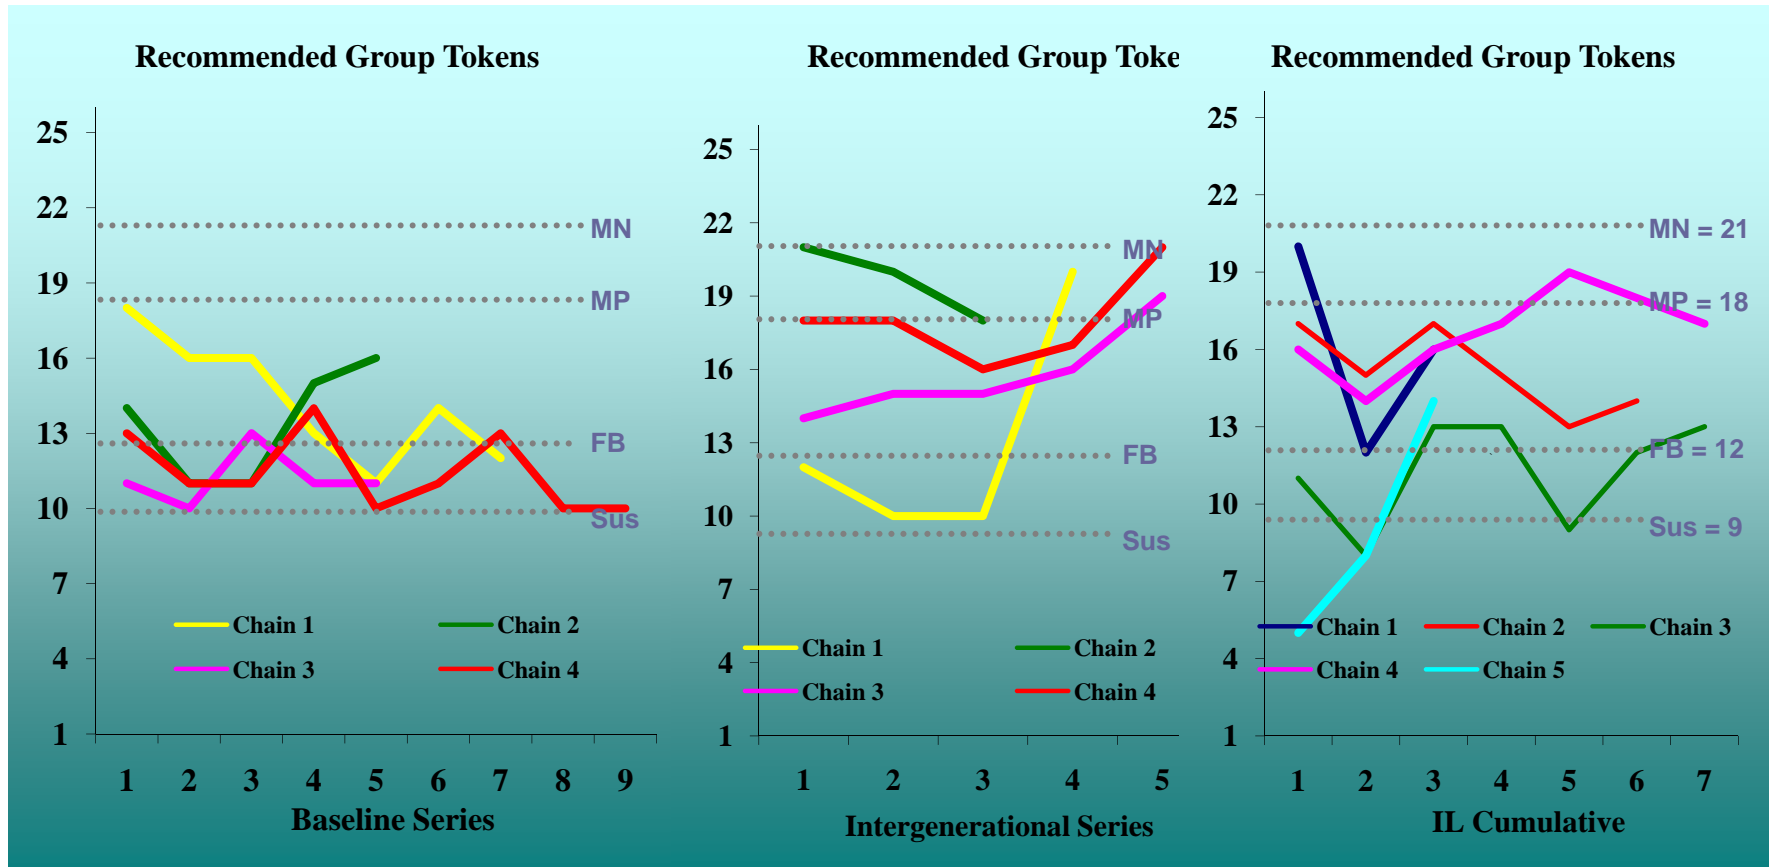 Recommended Group Tokens
25
22
19
16
13
10
7
4
1
MN
MP
FB
Sus
Chain 1
Chain 2
Chain 3
Chain 4
1 2 3 4 5 6 7 8 9
Baseline Series
Recommended Group Toke
25
22
19
16
13
10
7
4
1
MN
MP
FB
Sus
Chain 1
Chain 2
Chain 3
Chain 4
1 2 3 4 5
Intergenerational Series
Recommended Group Tokens
25
22
19
16
13
10
7
4
1
MN = 21
MP = 18
FB = 12
Sus = 9
Chain 1
Chain 2
Chain 3
Chain 4
Chain 5
1 2 3 4 5 6 7
IL Cumulative